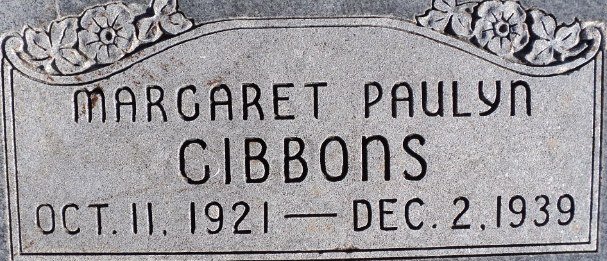 MARGARET PAULYN
GIBBONS
OCT. 11, 1921 — DEC. 2, 1939